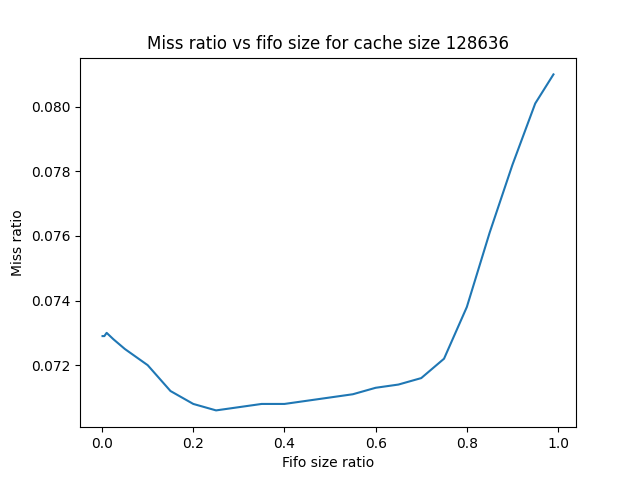 Miss ratio vs fifo size for cache size 128636
0.080
0.078
0.076
0.074
0.072
Miss ratio
0.0 0.2 0.4 0.6 0.8 1.0
Fifo size ratio